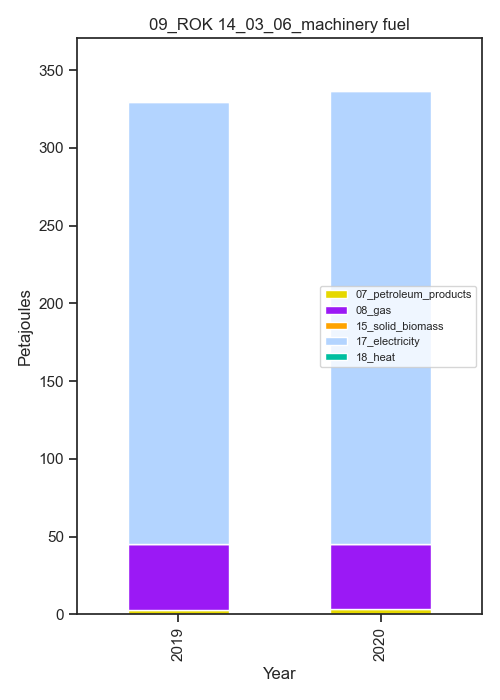 09_ROK 14_03_06_machinery fuel
350
300
250
200
150
100
50
0
Petajoules
07_petroleum_products
08_gas
15_solid_biomass
17_electricity
18_heat
2019
2020
Year